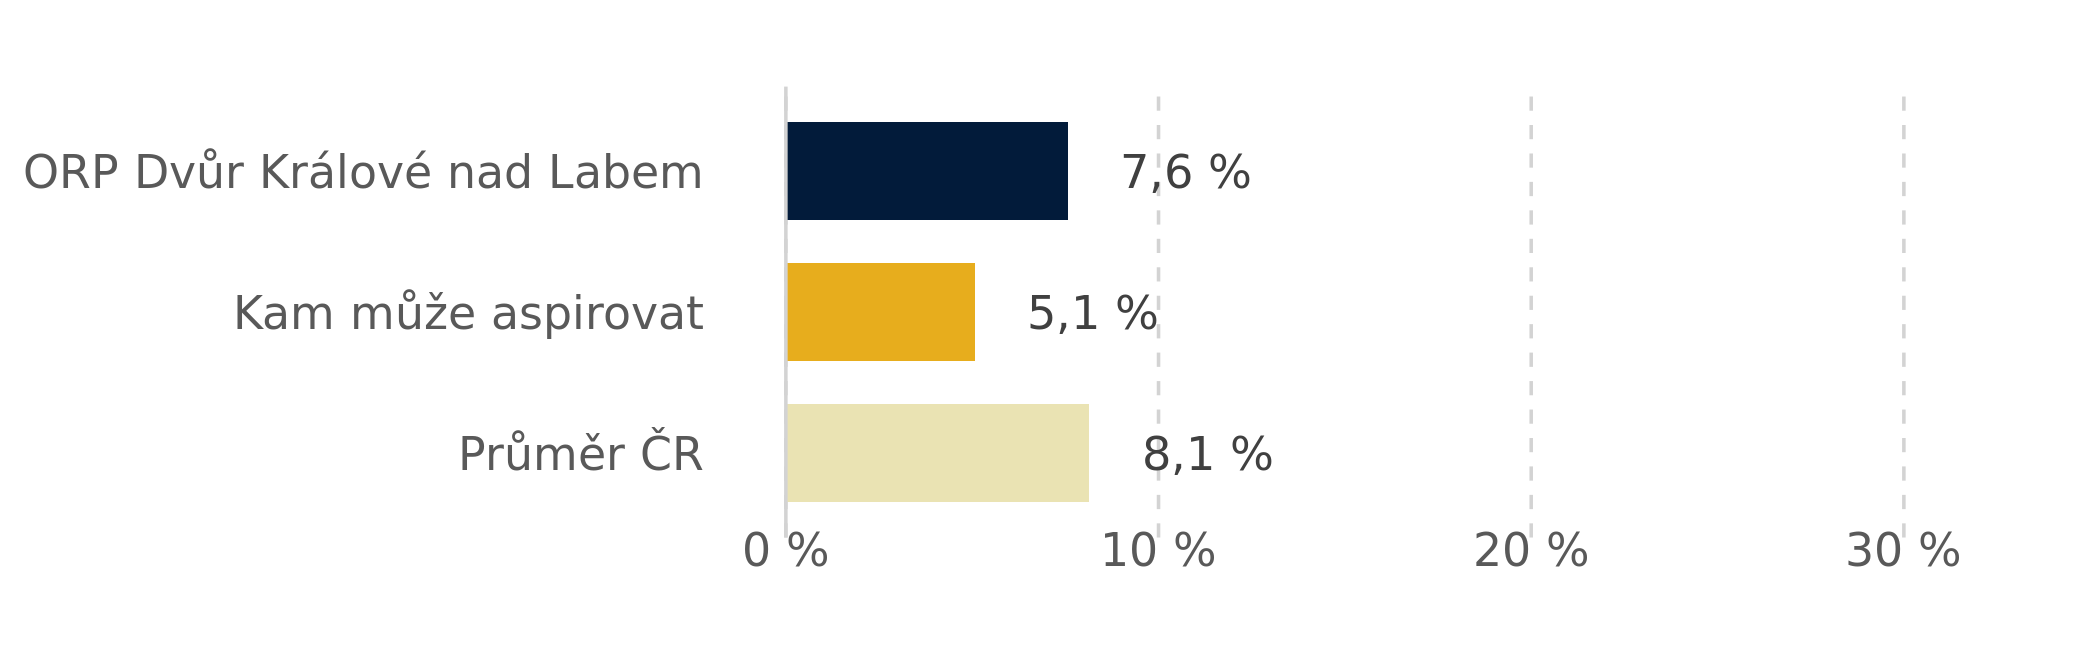 ORP Dvůr Králové nad Labem 7,6 %
Kam může aspirovat 5,1 %
Průměr ČR 8,1 %
0 % 10 % 20 % 30 %